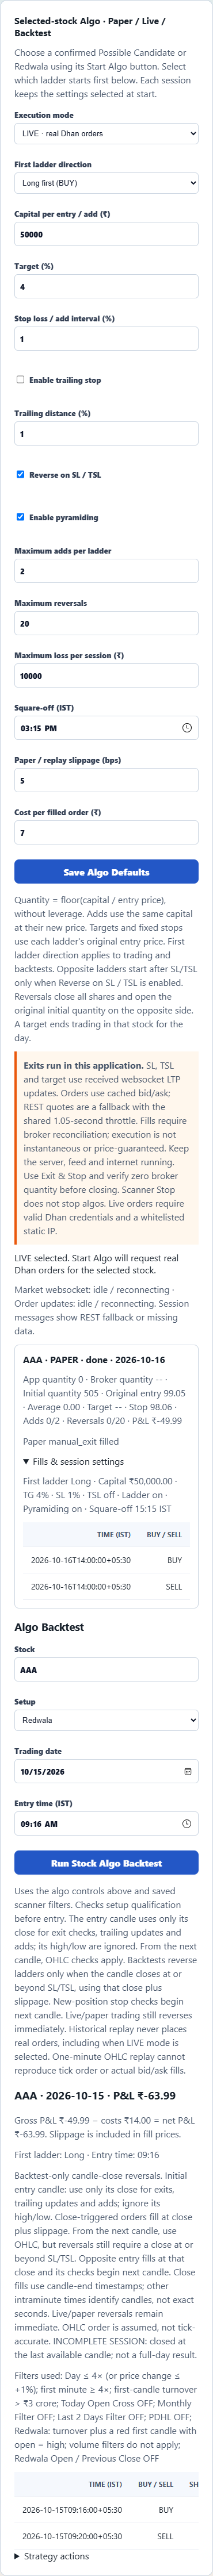 Selected-stock Algo · Paper / Live /
Backtest
Choose a confirmed Possible Candidate or
Redwala using its Start Algo button. Select
which ladder starts first below. Each session
keeps the settings selected at start.
Execution mode
LIVE · real Dhan orders
First ladder direction
Long first (BUY)
Capital per entry / add (₹)
50000
Target (%)
4
Stop loss / add interval (%)
1
Enable trailing stop
Trailing distance (%)
1
Reverse on SL / TSL
Enable pyramiding
Maximum adds per ladder
2
Maximum reversals
20
Maximum loss per session (₹)
10000
Square-off (IST)
03:15 PM
Paper / replay slippage (bps)
5
Cost per filled order (₹)
7
Save Algo Defaults
Quantity = floor(capital / entry price),
without leverage. Adds use the same capital
at their new price. Targets and fixed stops
use each ladder's original entry price. First
ladder direction applies to trading and
backtests. Opposite ladders start after SL/TSL
only when Reverse on SL / TSL is enabled.
Reversals close all shares and open the
original initial quantity on the opposite side.
A target ends trading in that stock for the
day.
Exits run in this application. SL, TSL
and target use received websocket LTP
updates. Orders use cached bid/ask;
REST quotes are a fallback with the
shared 1.05-second throttle. Fills require
broker reconciliation; execution is not
instantaneous or price-guaranteed. Keep
the server, feed and internet running.
Use Exit & Stop and verify zero broker
quantity before closing. Scanner Stop
does not stop algos. Live orders require
valid Dhan credentials and a whitelisted
static IP.
LIVE selected. Start Algo will request real
Dhan orders for the selected stock.
Market websocket: idle / reconnecting ·
Order updates: idle / reconnecting. Session
messages show REST fallback or missing
data.
AAA · PAPER · done · 2026-10-16
App quantity 0 · Broker quantity -- ·
Initial quantity 505 · Original entry 99.05
· Average 0.00 · Target -- · Stop 98.06 ·
Adds 0/2 · Reversals 0/20 · P&L ₹-49.99
Paper manual_exit filled
▼ Fills & session settings
First ladder Long · Capital ₹50,000.00 ·
TG 4% · SL 1% · TSL off · Ladder on ·
Pyramiding on · Square-off 15:15 IST
TIME (IST) BUY / SELL
2026-10-16T14:00:00+05:30 BUY
2026-10-16T14:00:00+05:30 SELL
Algo Backtest
Stock
AAA
Setup
Redwala
Trading date
10/15/2026
Entry time (IST)
09:16 AM
Run Stock Algo Backtest
Uses the algo controls above and saved
scanner filters. Checks setup qualification
before entry. The entry candle uses only its
close for exit checks, trailing updates and
adds; its high/low are ignored. From the next
candle, OHLC checks apply. Backtests reverse
ladders only when the candle closes at or
beyond SL/TSL, using that close plus
slippage. New-position stop checks begin
next candle. Live/paper trading still reverses
immediately. Historical replay never places
real orders, including when LIVE mode is
selected. One-minute OHLC replay cannot
reproduce tick order or actual bid/ask fills.
AAA · 2026-10-15 · P&L ₹-63.99
Gross P&L ₹-49.99 − costs ₹14.00 = net P&L
₹-63.99. Slippage is included in fill prices.
First ladder: Long · Entry time: 09:16
Backtest-only candle-close reversals. Initial
entry candle: use only its close for exits,
trailing updates and adds; ignore its
high/low. Close-triggered orders fill at close
plus slippage. From the next candle, use
OHLC, but reversals still require a close at or
beyond SL/TSL. Opposite entry fills at that
close and its checks begin next candle. Close
fills use candle-end timestamps; other
intraminute times identify candles, not exact
seconds. Live/paper reversals remain
immediate. OHLC order is assumed, not tick-
accurate. INCOMPLETE SESSION: closed at
the last available candle; not a full-day result.
Filters used: Day ≤ 4× (or price change ≤
+1%); first minute ≥ 4×; first-candle turnover
> ₹3 crore; Today Open Cross OFF; Monthly
Filter OFF; Last 2 Days Filter OFF; PDHL OFF;
Redwala: turnover plus a red first candle with
open = high; volume filters do not apply;
Redwala Open / Previous Close OFF
TIME (IST) BUY / SELL SH
2026-10-15T09:16:00+05:30 BUY
2026-10-15T09:20:00+05:30 SELL
▶ Strategy actions